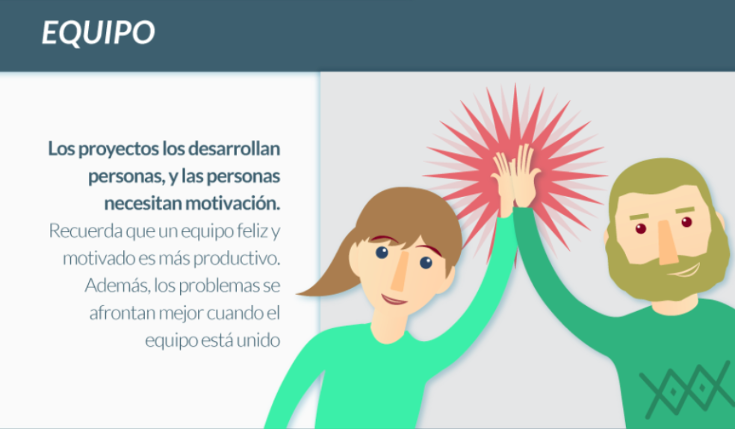 EQUIPO
Los proyectos los desarrollan
personas, y las personas
necesitan motivación.
Recuerda que un equipo feliz y
motivado es más productivo.
Además, los problemas se
afrontan mejor cuando el
equipo está unido